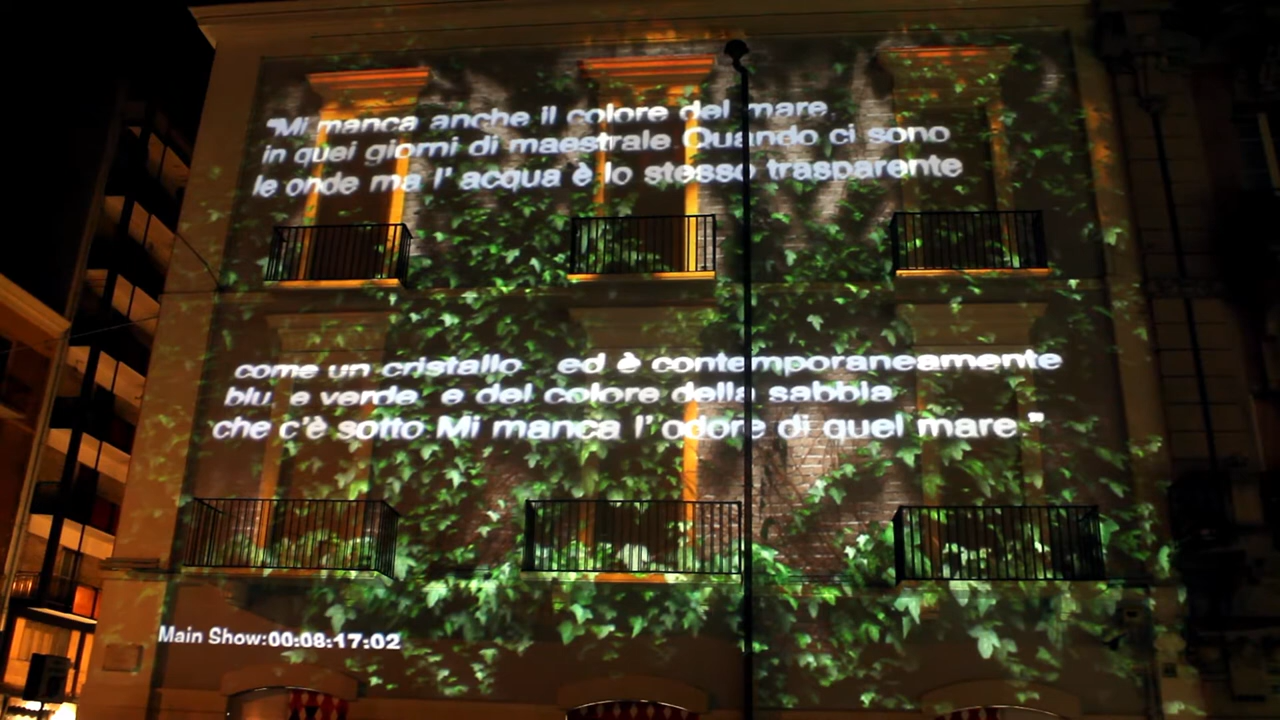 "Mi manca anche il colore del mare
in quei giorni di maestrale Quando ci sono
le onde ma l' acqua è lo stesso trasparente
come un cristallo ed è contemporaneamente
blu e verde e del colore della sabbia
che c'è sotto Mi manca l' odore di quel mare"
Main Show:00:08:17:02